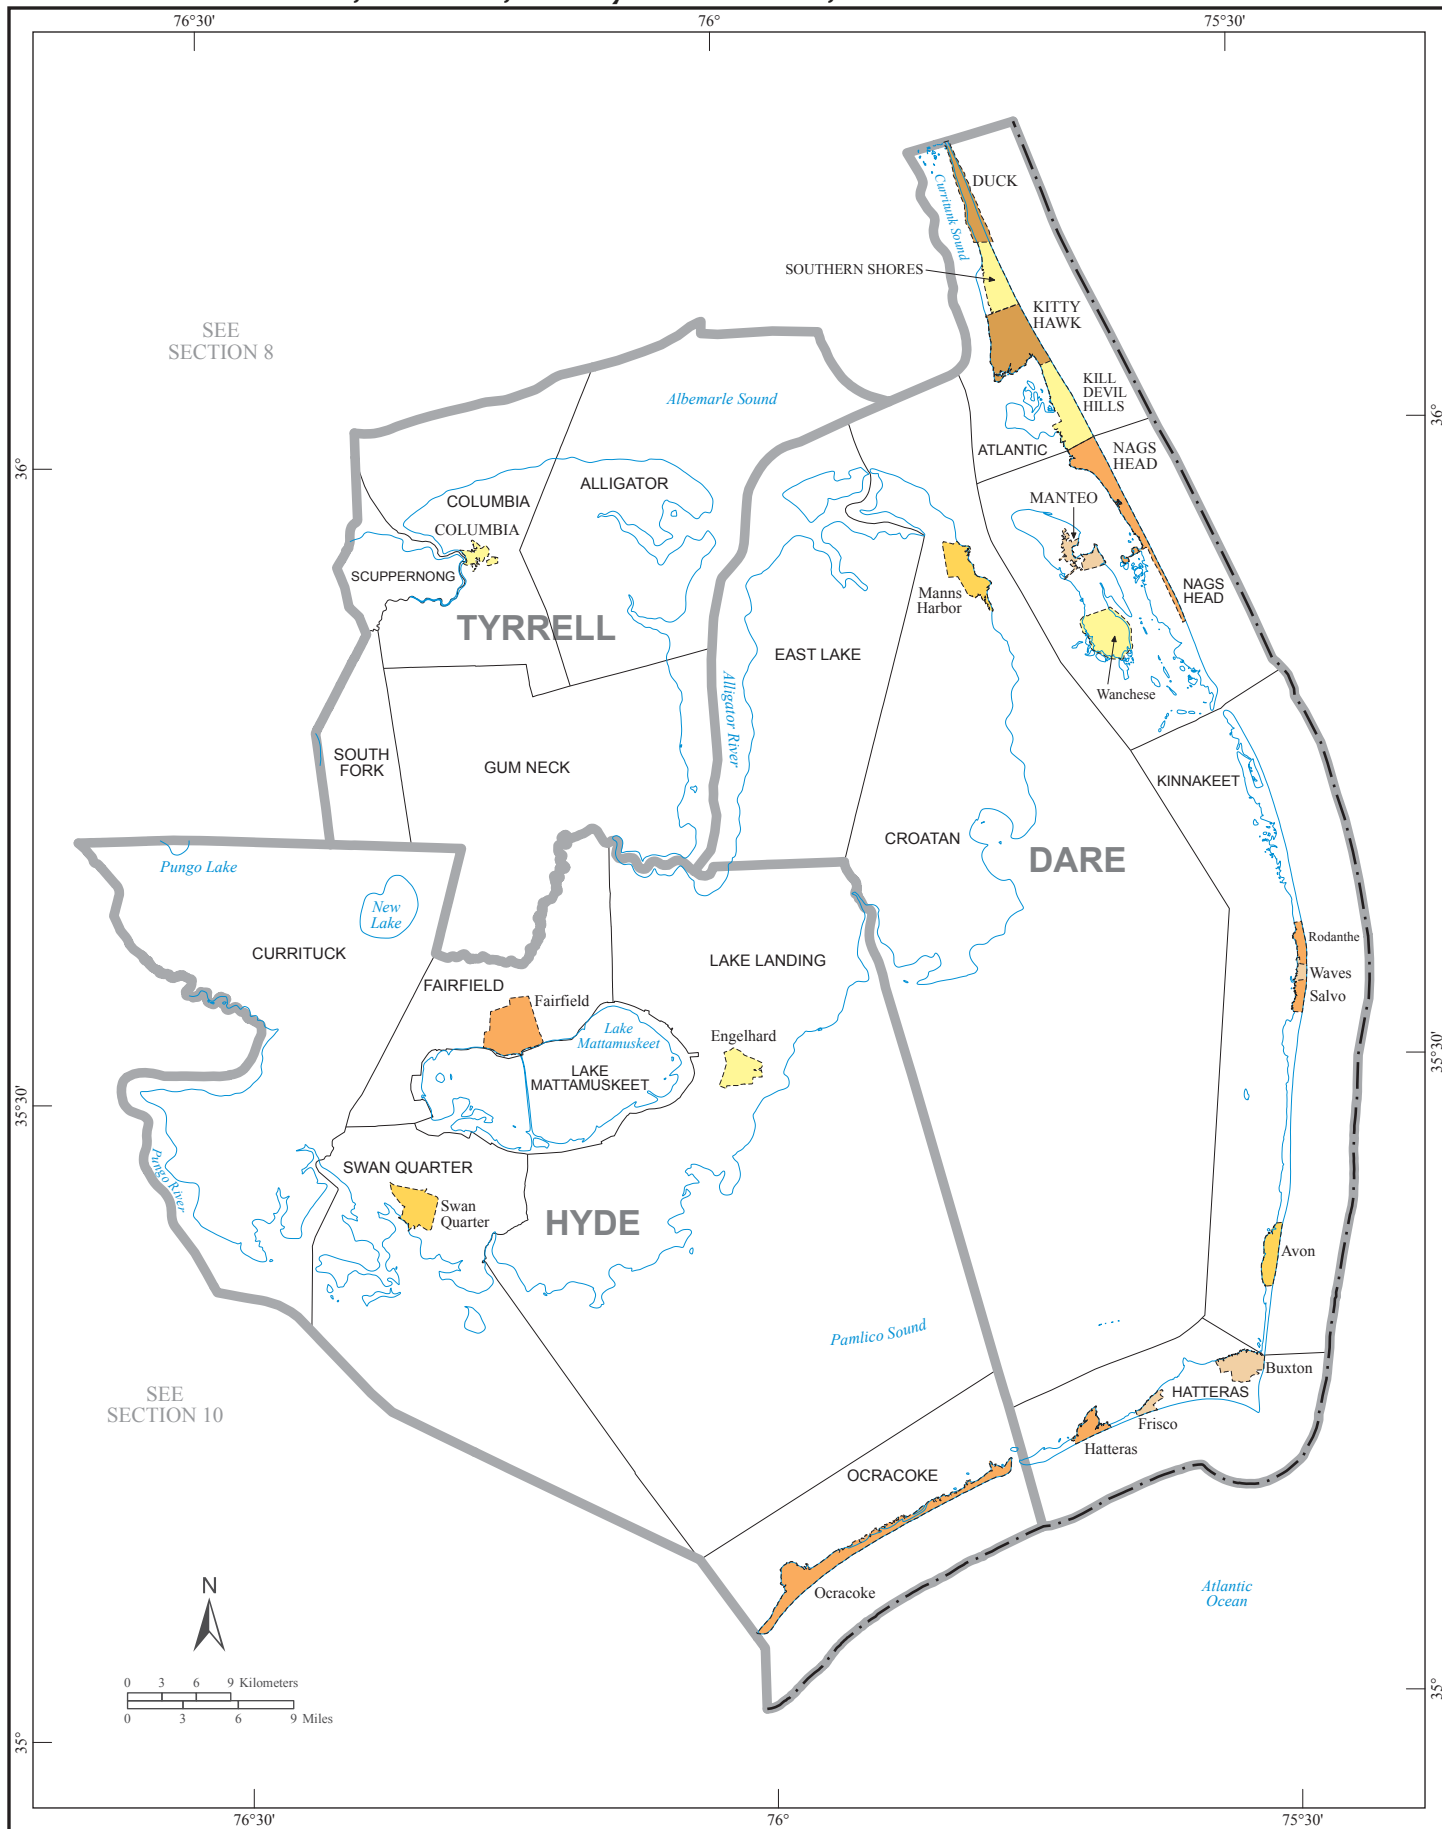 76°30'
76°
75°30'
DUCK
Currituck Sound
SOUTHERN SHORES
KITTY
HAWK
SEE
SECTION 8
KILL
DEVIL
HILLS
Albemarle Sound
36°
36°
ATLANTIC
NAGS
HEAD
ALLIGATOR
COLUMBIA
MANTEO
COLUMBIA
SCUPPERNONG
NAGS
HEAD
Manns
Harbor
TYRRELL
EAST LAKE
Wanchese
Alligator River
SOUTH
FORK
GUM NECK
KINNAKEET
CROATAN
DARE
Pungo Lake
New
Lake
Rodanthe
CURRITUCK
LAKE LANDING
Waves
FAIRFIELD
Salvo
Fairfield
Lake
Mattamuskeet
Engelhard
35°30'
LAKE
MATTAMUSKEET
35°30'
SWAN QUARTER
Pungo River
Swan
Quarter
HYDE
Avon
Pamlico Sound
Buxton
SEE
SECTION 10
HATTERAS
Frisco
Hatteras
OCRACOKE
Ocracoke
Atlantic
Ocean
N
0 3 6 9 Kilometers
0 3 6 9 Miles
35°
35°
76°30'
76°
75°30'